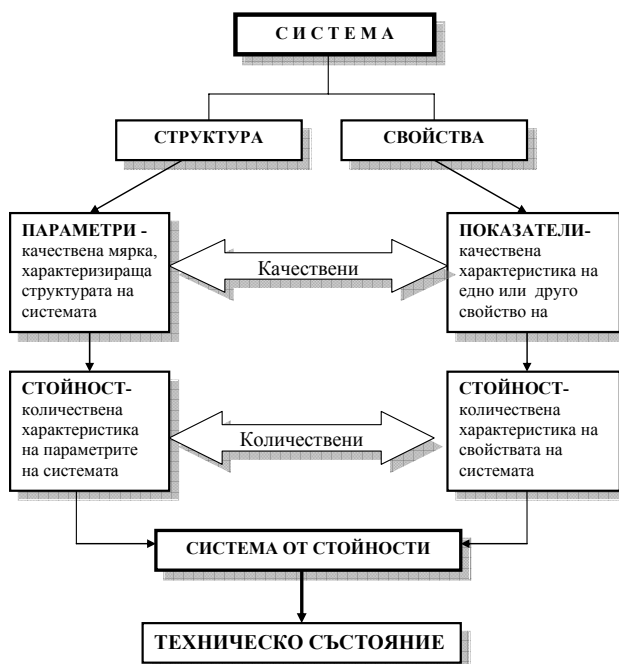 С И С Т Е М А
СТРУКТУРА
СВОЙСТВА
ПАРАМЕТРИ -
качествена мярка,
характеризираща
структурата на
системата
Качествени
ПОКАЗАТЕЛИ-
качествена
характеристика на
едно или друго
свойство на
СТОЙНОСТ-
количествена
характеристика
на параметрите
на системата
Количествени
СТОЙНОСТ-
количествена
характеристика на
свойствата на
системата
СИСТЕМА ОТ СТОЙНОСТИ
ТЕХНИЧЕСКО СЪСТОЯНИЕ